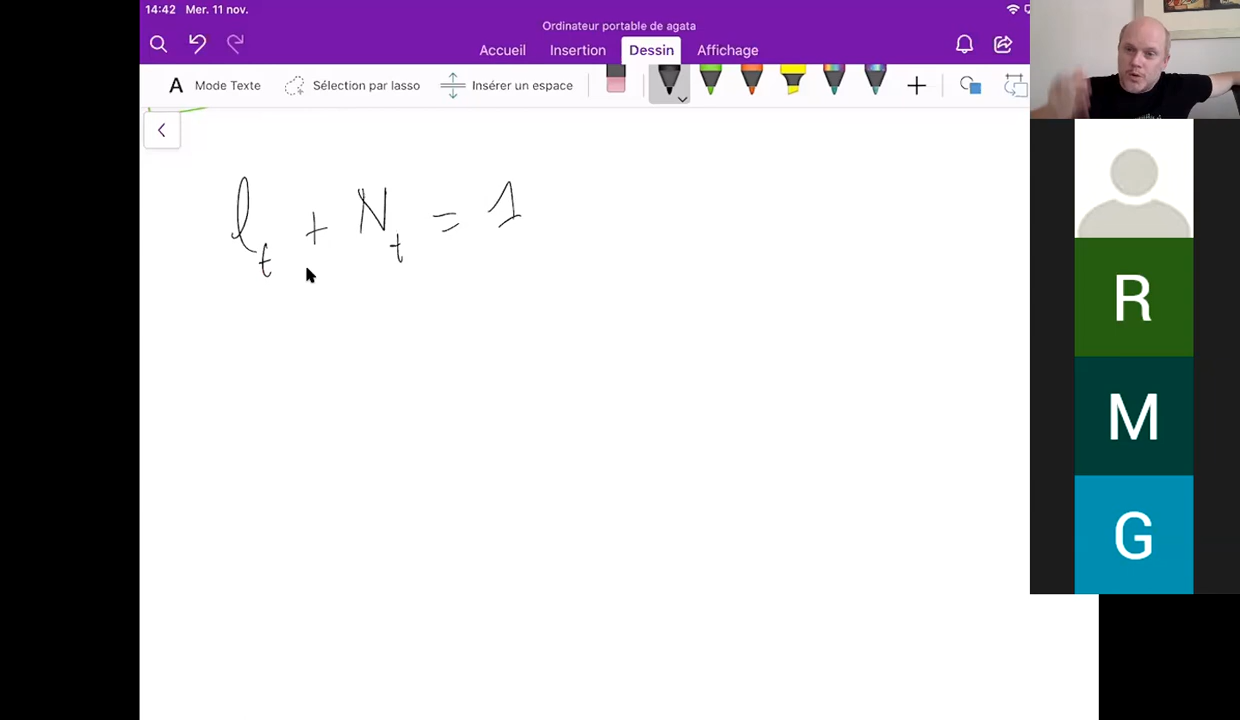 14:42 Mer. 11 nov.
Ordinateur portable de agata
Accueil Insertion Dessin Affichage
A Mode Texte Sélection par lasso Insérer un espace
l_t + N_t = 1
R
M
G